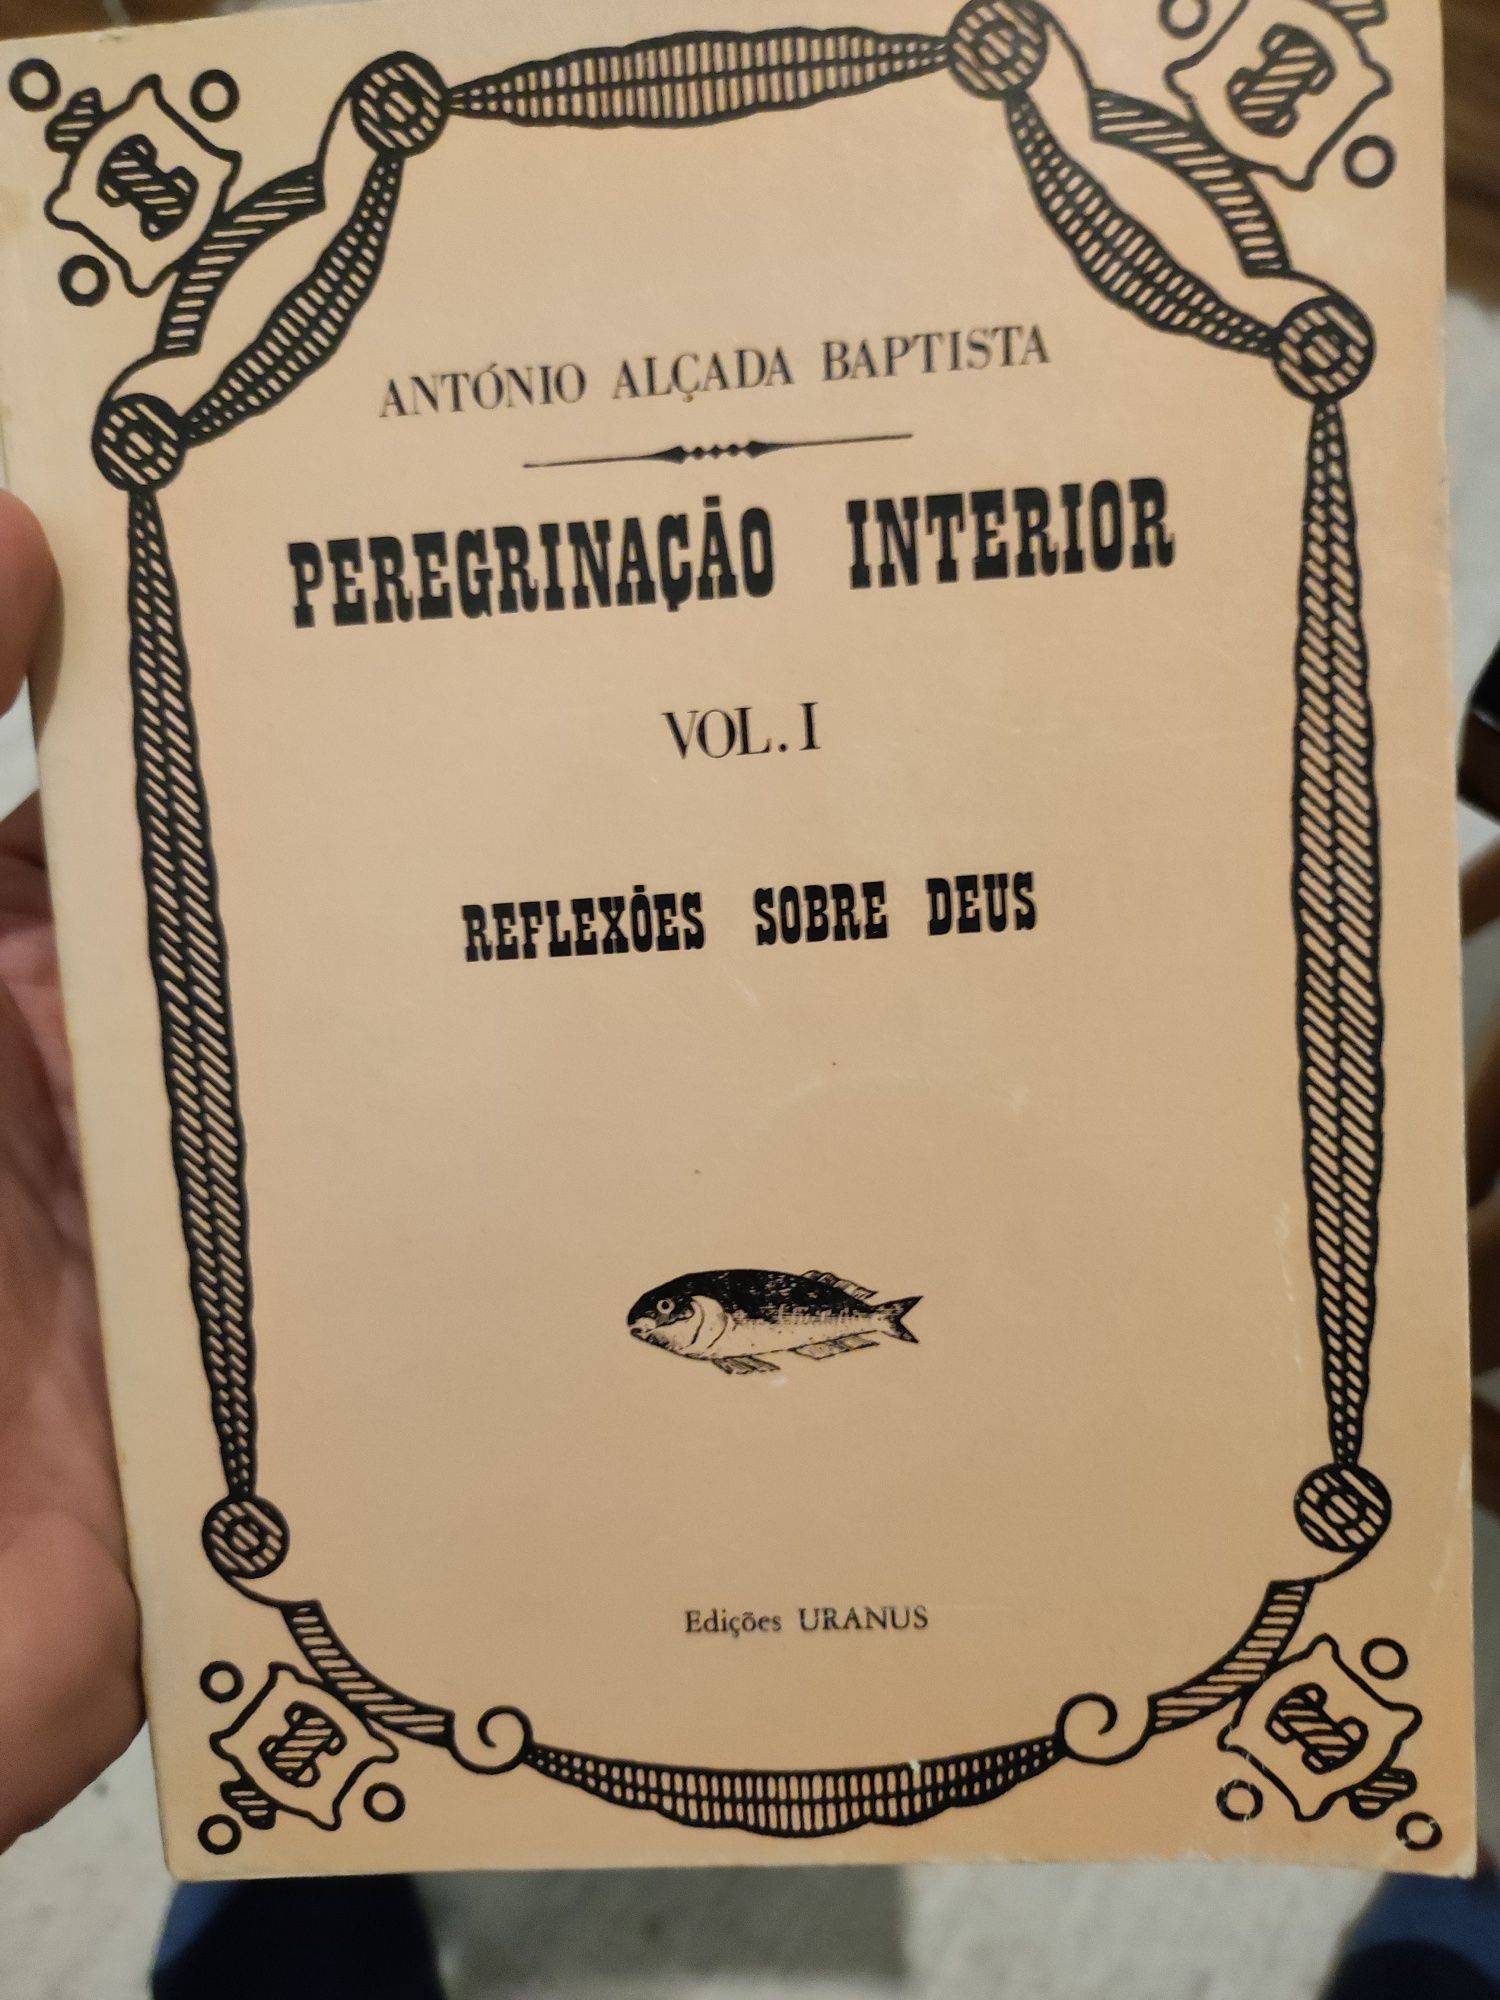 ANTÓNIO ALÇADA BAPTISTA
PEREGRINAÇÃO INTERIOR
VOL. I
REFLEXÕES SOBRE DEUS
Edições URANUS